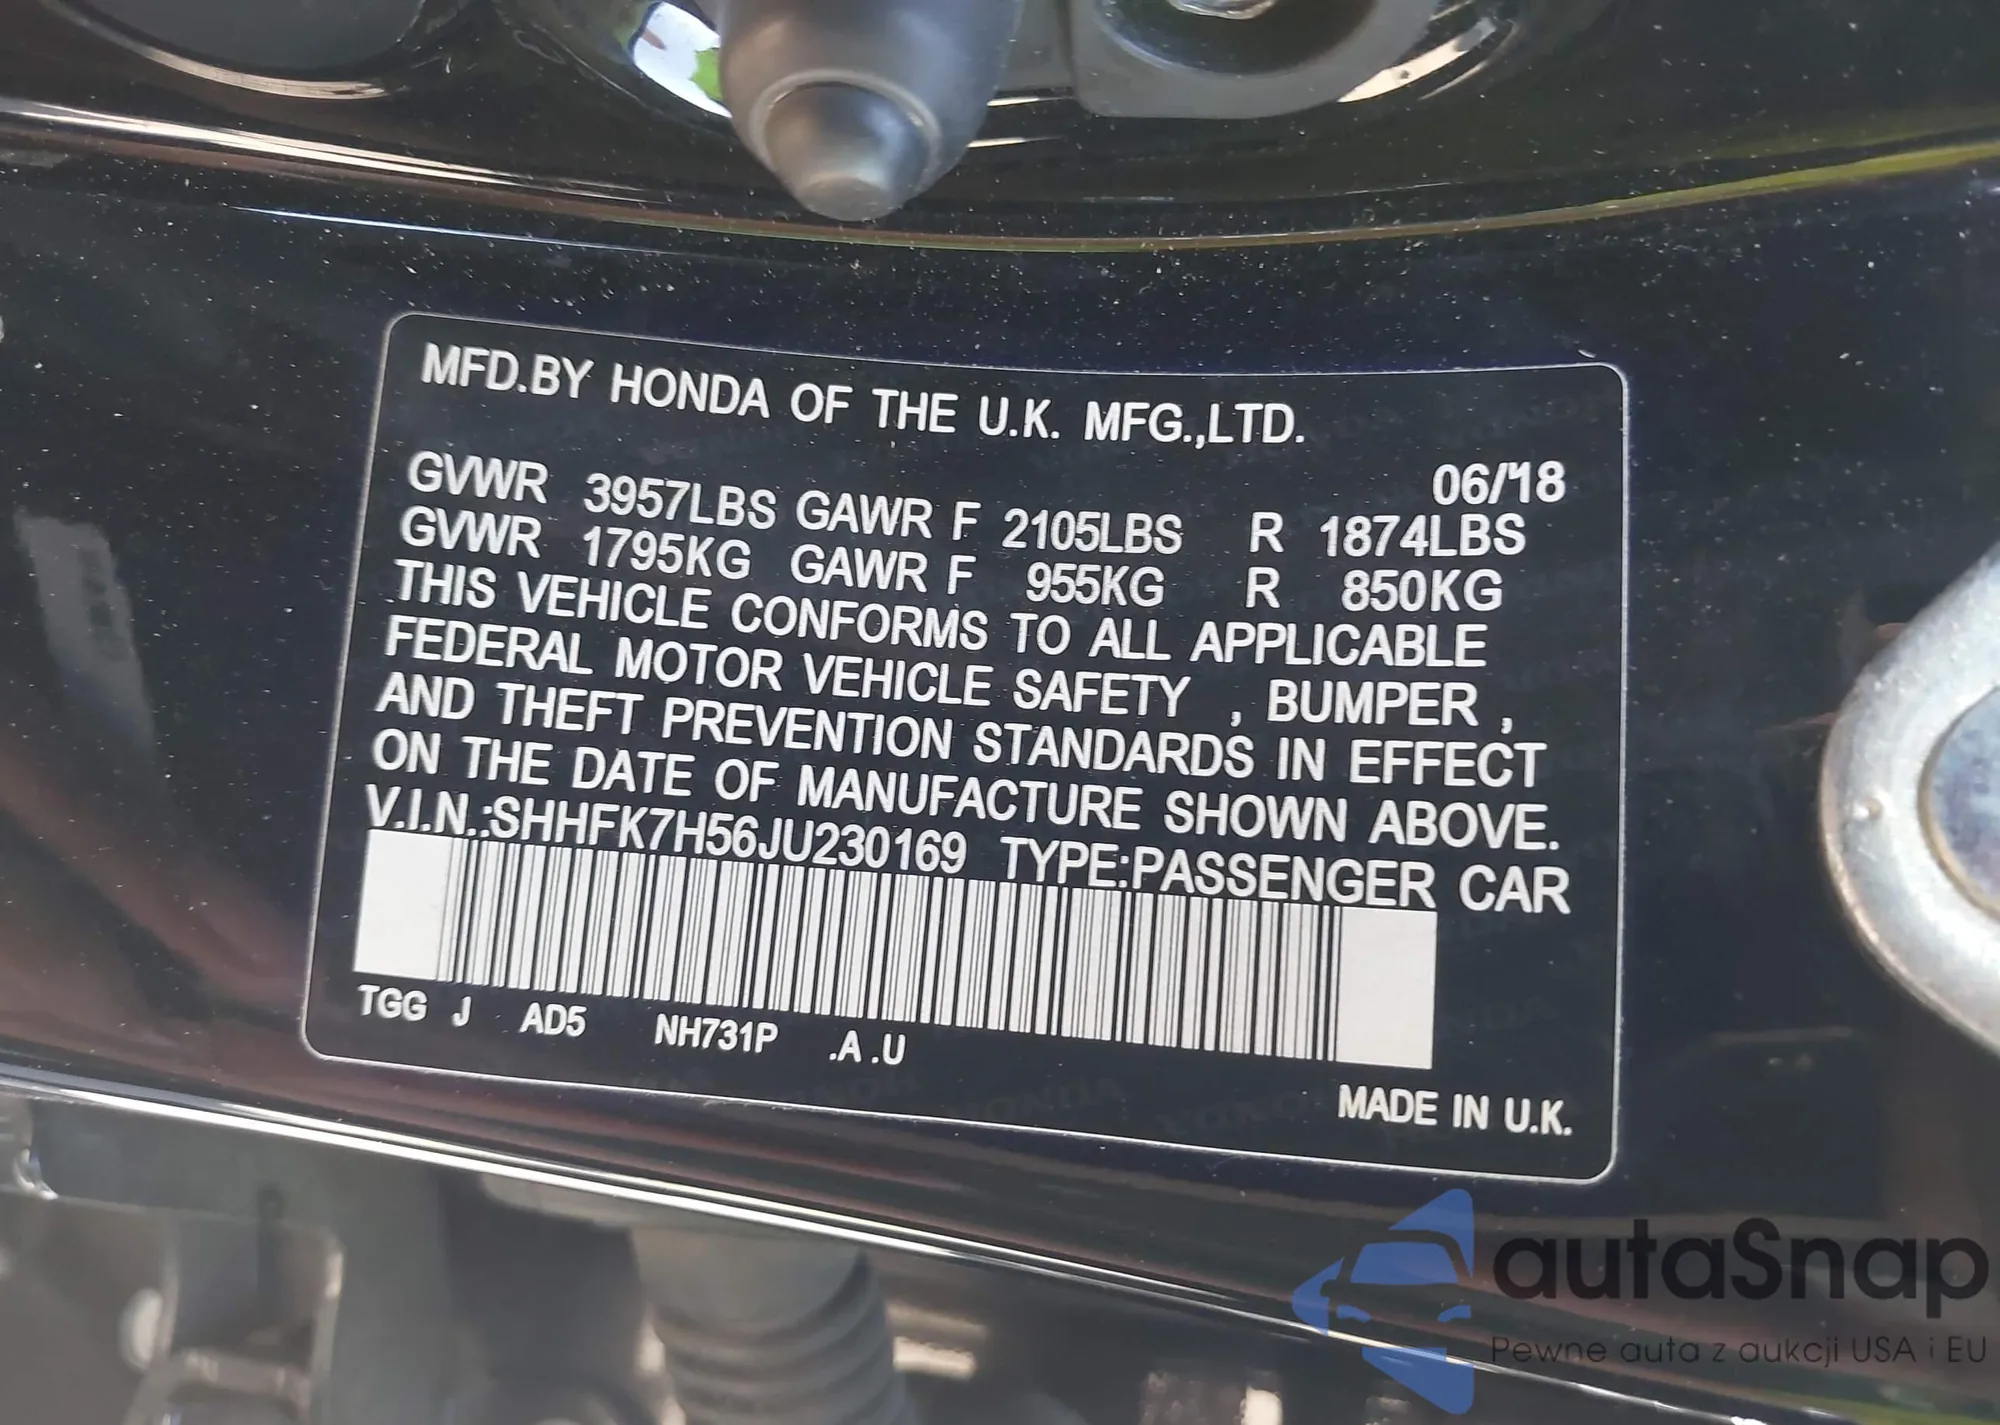 MFD.BY HONDA OF THE U.K. MFG.,LTD.
06/'18
GVWR 3957LBS GAWR F 2105LBS R 1874LBS
GVWR 1795KG GAWR F 955KG R 850KG
THIS VEHICLE CONFORMS TO ALL APPLICABLE
FEDERAL MOTOR VEHICLE SAFETY , BUMPER ,
AND THEFT PREVENTION STANDARDS IN EFFECT
ON THE DATE OF MANUFACTURE SHOWN ABOVE.
V.I.N.:SHHFK7H56JU230169 TYPE:PASSENGER CAR
TGG J AD5 NH731P .A .U
MADE IN U.K.
autaSnap
Pewne auta z aukcji USA i EU